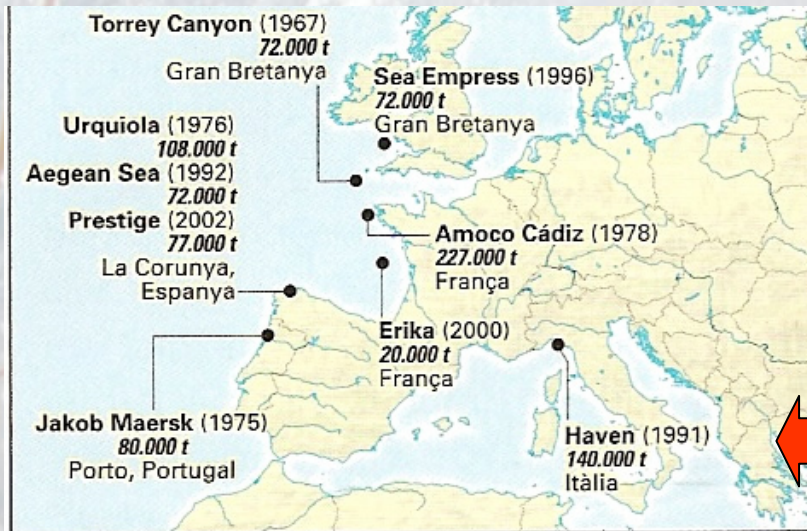 Torrey Canyon (1967)
72.000 t
Gran Bretanya
Sea Empress (1996)
72.000 t
Gran Bretanya
Urquiola (1976)
108.000 t
Aegean Sea (1992)
72.000 t
Prestige (2002)
77.000 t
La Corunya,
Espanya
Amoco Cádiz (1978)
227.000 t
França
Erika (2000)
20.000 t
França
Jakob Maersk (1975)
80.000 t
Porto, Portugal
Haven (1991)
140.000 t
Itàlia